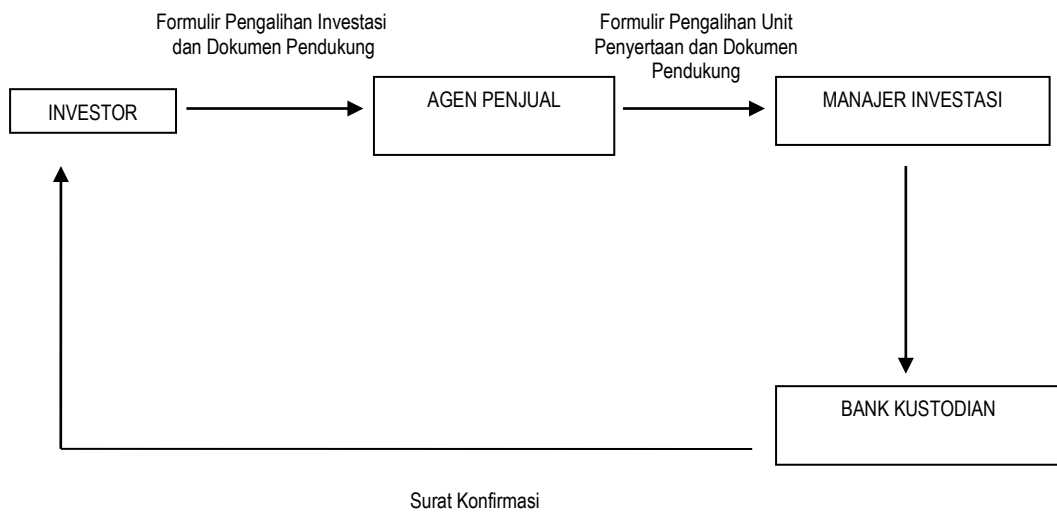 Formulir Pengalihan Investasi
dan Dokumen Pendukung
Formulir Pengalihan Unit
Penyertaan dan Dokumen
Pendukung
INVESTOR
AGEN PENJUAL
MANAJER INVESTASI
BANK KUSTODIAN
Surat Konfirmasi